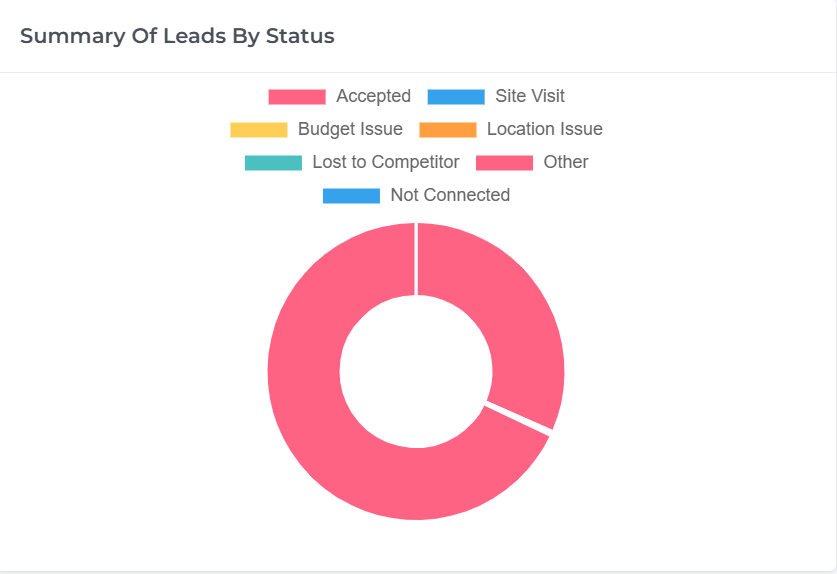 Summary Of Leads By Status
Accepted Site Visit
Budget Issue Location Issue
Lost to Competitor Other
Not Connected